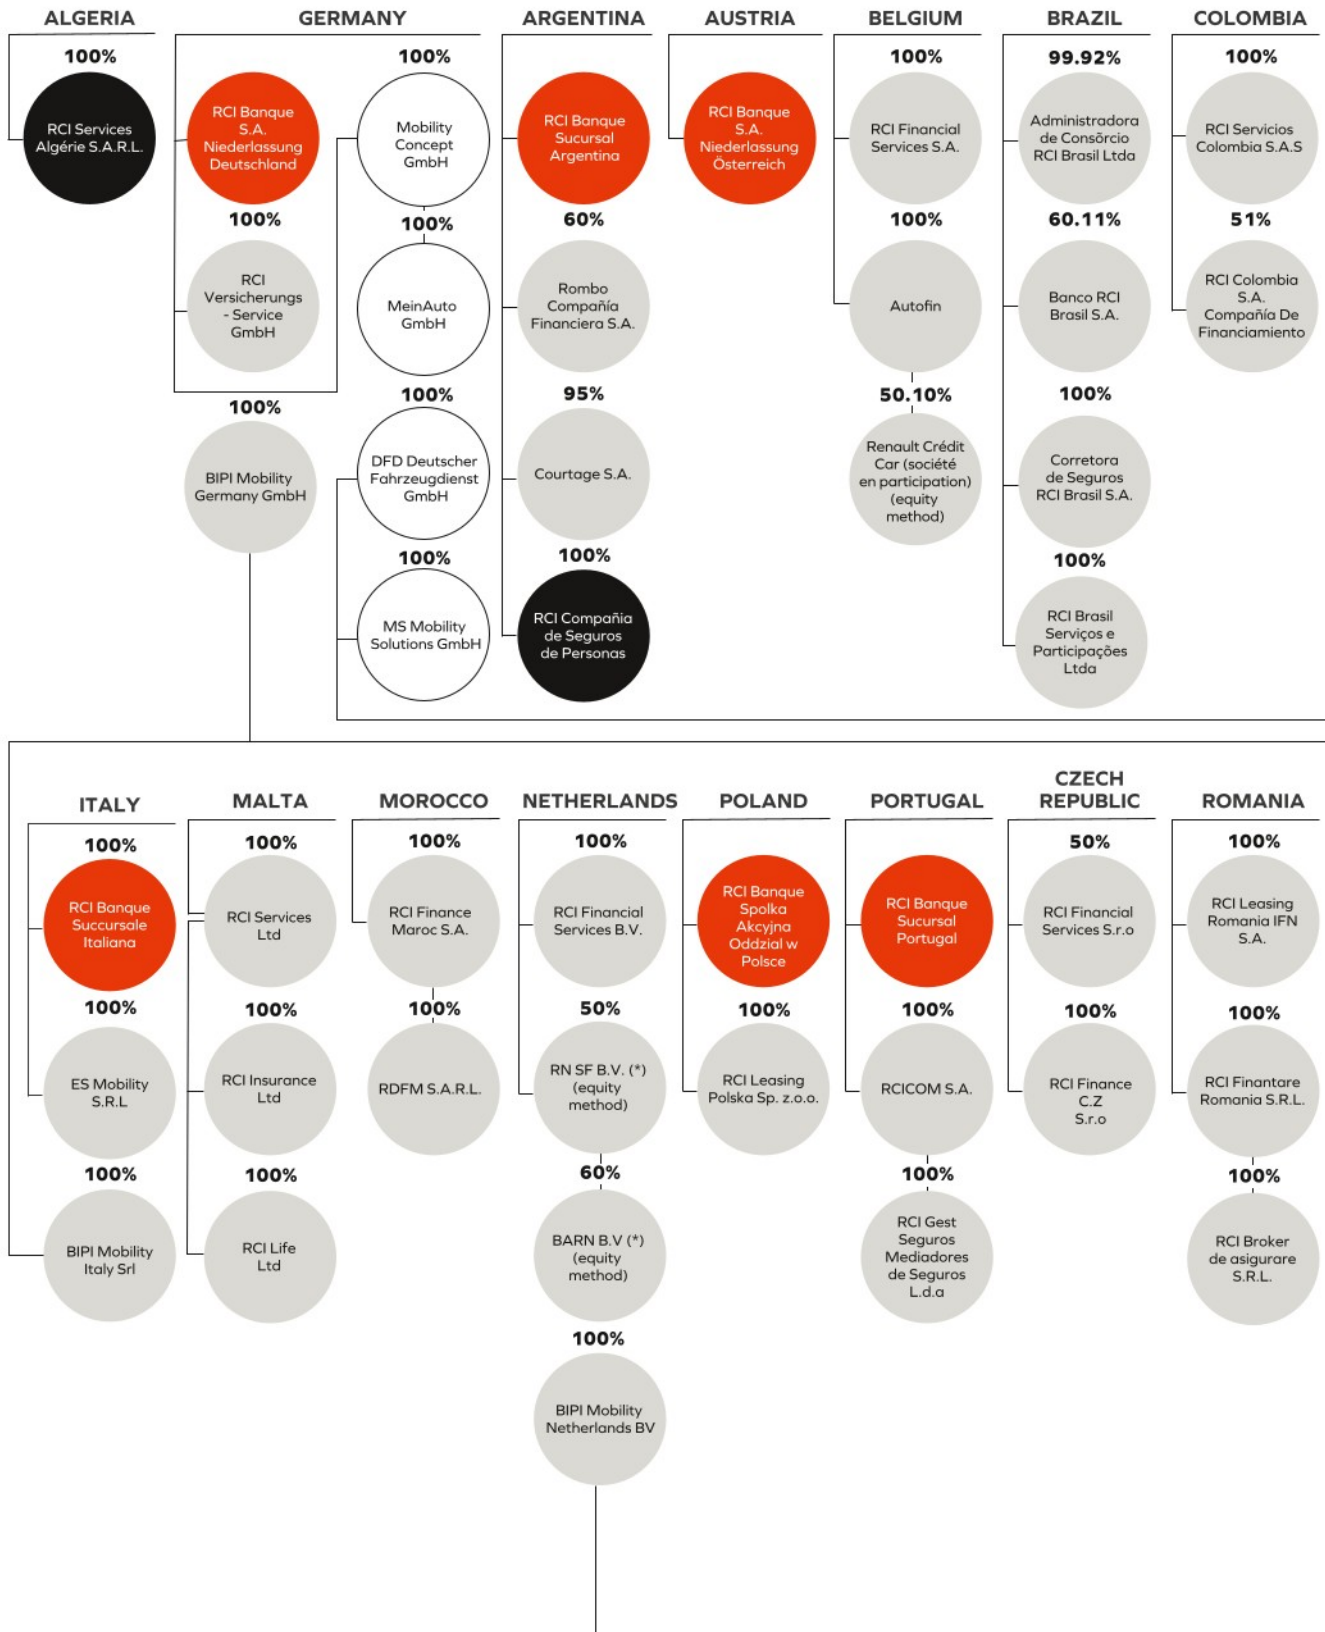 ALGERIA
100%
RCI Services
Algérie S.A.R.L.
GERMANY
RCI Banque
S.A.
Niederlassung
Deutschland
100%
RCI
Versicherungs
- Service
GmbH
100%
BIPI Mobility
Germany GmbH
100%
Mobility
Concept
GmbH
100%
MeinAuto
GmbH
100%
DFD Deutscher
Fahrzeugdienst
GmbH
100%
MS Mobility
Solutions GmbH
ARGENTINA
RCI Banque
Sucursal
Argentina
60%
Rombo
Compañía
Financiera S.A.
95%
Courtage S.A.
100%
RCI Compañia
de Seguros
de Personas
AUSTRIA
RCI Banque
S.A.
Niederlassung
Österreich
BELGIUM
100%
RCI Financial
Services S.A.
100%
Autofin
50.10%
Renault Crédit
Car (société
en participation)
(equity
method)
BRAZIL
99.92%
Administradora
de Consõrcio
RCI Brasil Ltda
60.11%
Banco RCI
Brasil S.A.
100%
Corretora
de Seguros
RCI Brasil S.A.
100%
RCI Brasil
Serviços e
Participações
Ltda
COLOMBIA
100%
RCI Servicios
Colombia S.A.S
51%
RCI Colombia
S.A.
Compañía De
Financiamiento
ITALY
100%
RCI Banque
Succursale
Italiana
100%
ES Mobility
S.R.L
100%
BIPI Mobility
Italy Srl
MALTA
100%
RCI Services
Ltd
100%
RCI Insurance
Ltd
100%
RCI Life
Ltd
MOROCCO
100%
RCI Finance
Maroc S.A.
100%
RDFM S.A.R.L.
NETHERLANDS
100%
RCI Financial
Services B.V.
50%
RN SF B.V. (*)
(equity
method)
60%
BARN B.V (*)
(equity
method)
100%
BIPI Mobility
Netherlands BV
POLAND
RCI Banque
Spolka
Akcyjna
Oddzial w
Polsce
100%
RCI Leasing
Polska Sp. z.o.o.
PORTUGAL
RCI Banque
Sucursal
Portugal
100%
RCICOM S.A.
100%
RCI Gest
Seguros
Mediadores
de Seguros
L.d.a
CZECH
REPUBLIC
50%
RCI Financial
Services S.r.o
100%
RCI Finance
C.Z
S.r.o
ROMANIA
100%
RCI Leasing
Romania IFN
S.A.
100%
RCI Finantare
Romania S.R.L.
100%
RCI Broker
de asigurare
S.R.L.